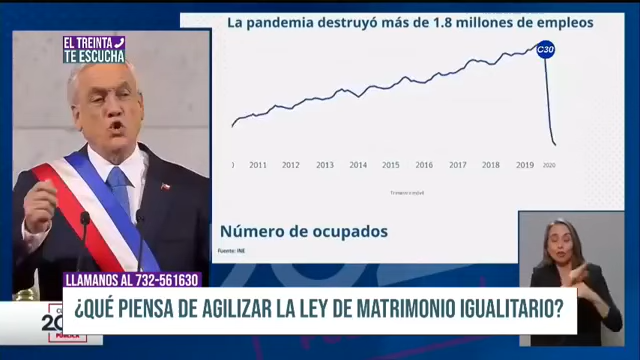 EL TREINTA
TE ESCUCHA
La pandemia destruyó más de 1.8 millones de empleos
C30
2011 2012 2013 2014 2015 2016 2017 2018 2019 2020
Número de ocupados
Fuente: INE
LLAMANOS AL 732-561630
¿QUÉ PIENSA DE AGILIZAR LA LEY DE MATRIMONIO IGUALITARIO?
PÚBLICA